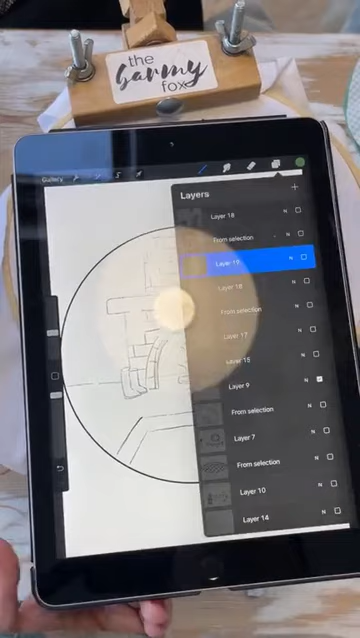 the
barmy
fox
Gallery
Layers
Layer 18
N
From selection
N
Layer 19
N
Layer 18
N
From selection
N
Layer 17
N
Layer 15
N
Layer 9
N
From selection
N
Layer 7
N
From selection
N
Layer 10
N
Layer 14
N